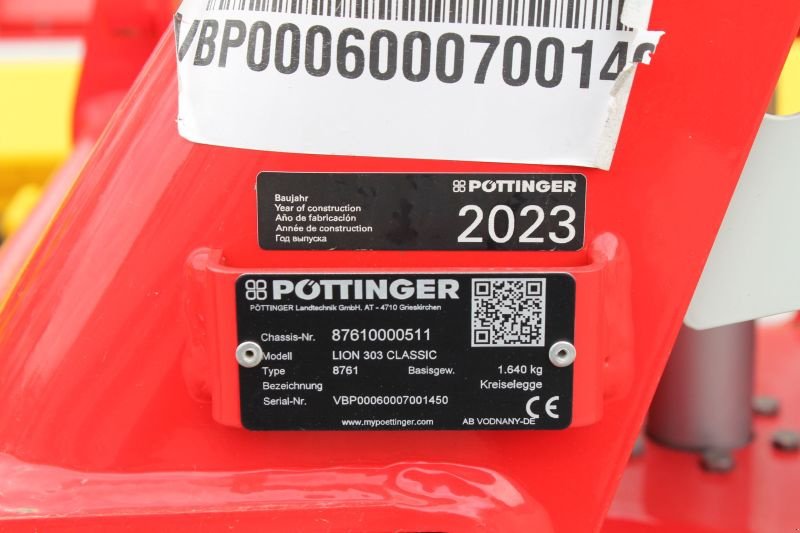 VBP0006000700149
PÖTTINGER
Baujahr
Year of construction
Año de fabricación
Année de construction
Год выпуска
2023
PÖTTINGER
PÖTTINGER Landtechnik GmbH, AT - 4710 Grieskirchen
Chassis-Nr. 87610000511
Modell LION 303 CLASSIC
Type 8761 Basisgew. 1.640 kg
Bezeichnung Kreiselegge
Serial-Nr. VBP00060007001450
CE
www.mypoettinger.com AB VODNANY-DE